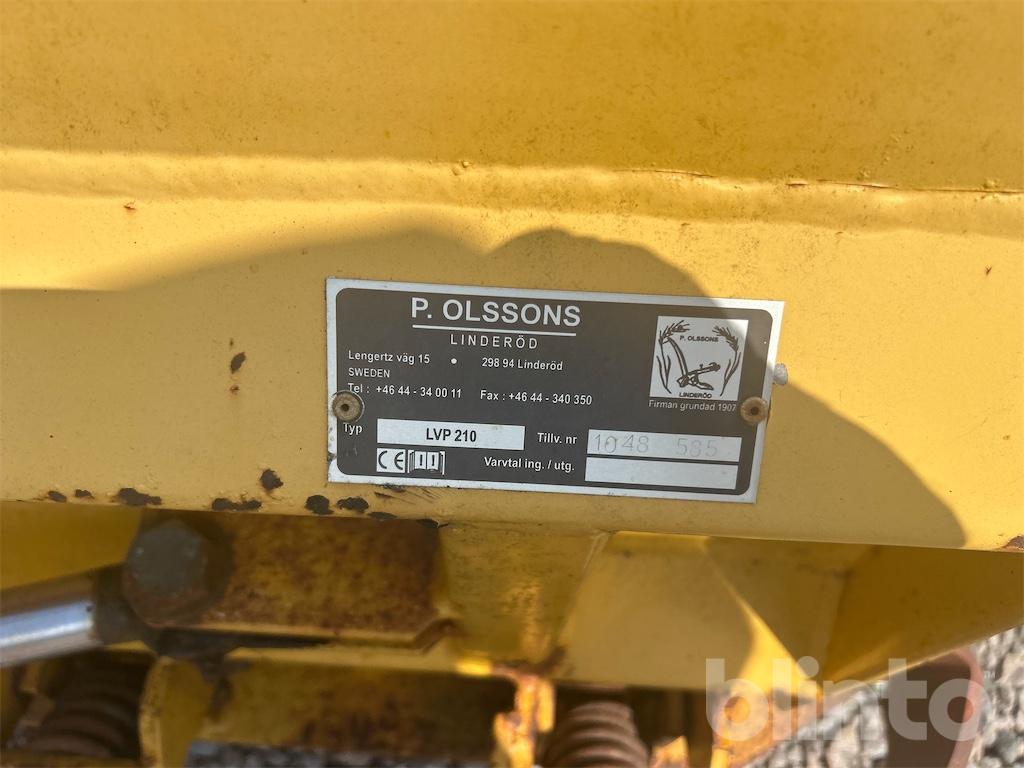 P. OLSSONS
LINDERÖD
Lengertz väg 15 • 298 94 Linderöd
SWEDEN
Tel : +46 44 - 34 00 11 Fax : +46 44 - 340 350
P. OLSSONS
LINDERÖD
Firman grundad 1907
Typ LVP 210
Tillv. nr 1048 585
CE
Varvtal ing. / utg.
blinto